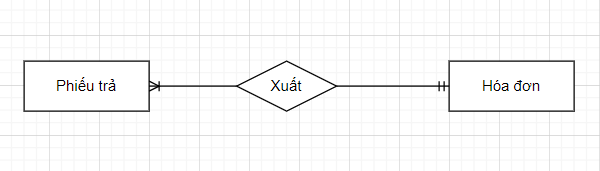 Phiếu trả
Xuất
Hóa đơn